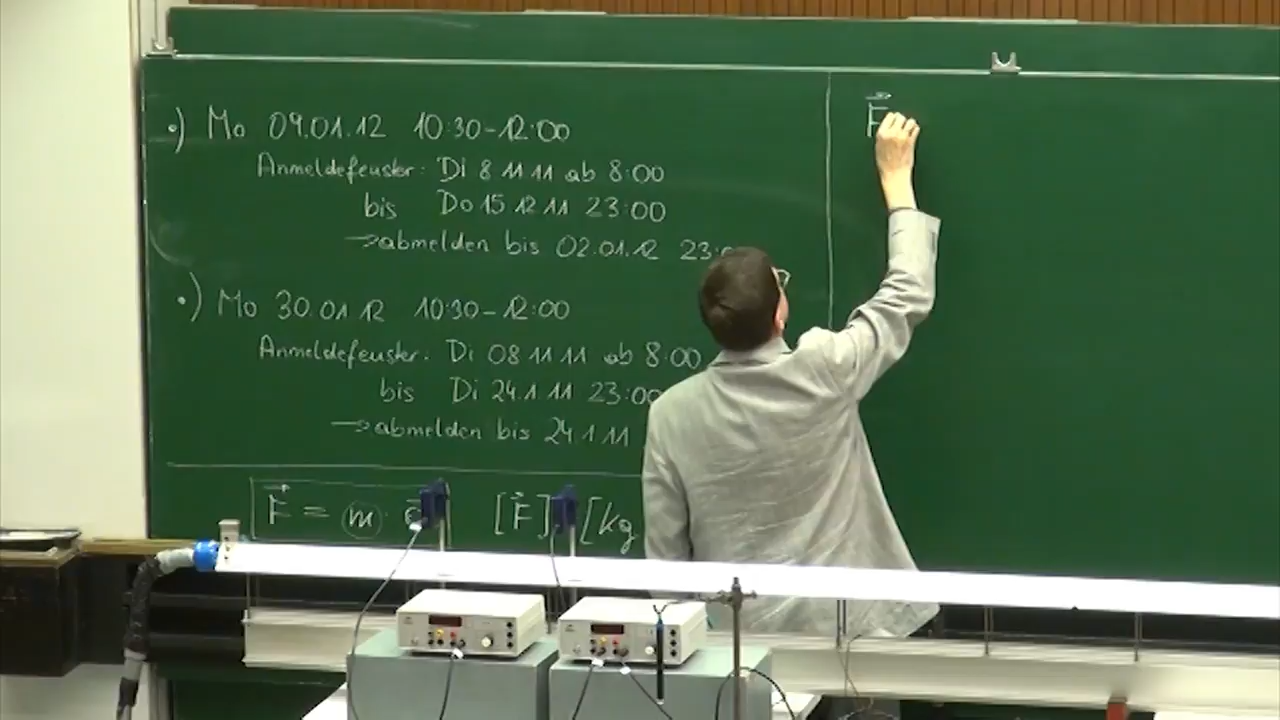 •) Mo 09.01.12 10:30-12:00
Anmeldefenster: Di 8 11 11 ab 8:00
bis Do 15 12 11 23:00
→abmelden bis 02.01.12 23:
•) Mo 30.01 12 10:30-12:00
Anmeldefenster: Di 08 11 11 ab 8:00
bis Di 24.1 11 23:00
→abmelden bis 24 1 11
F⃗ = m · [F⃗] [kg
F⃗